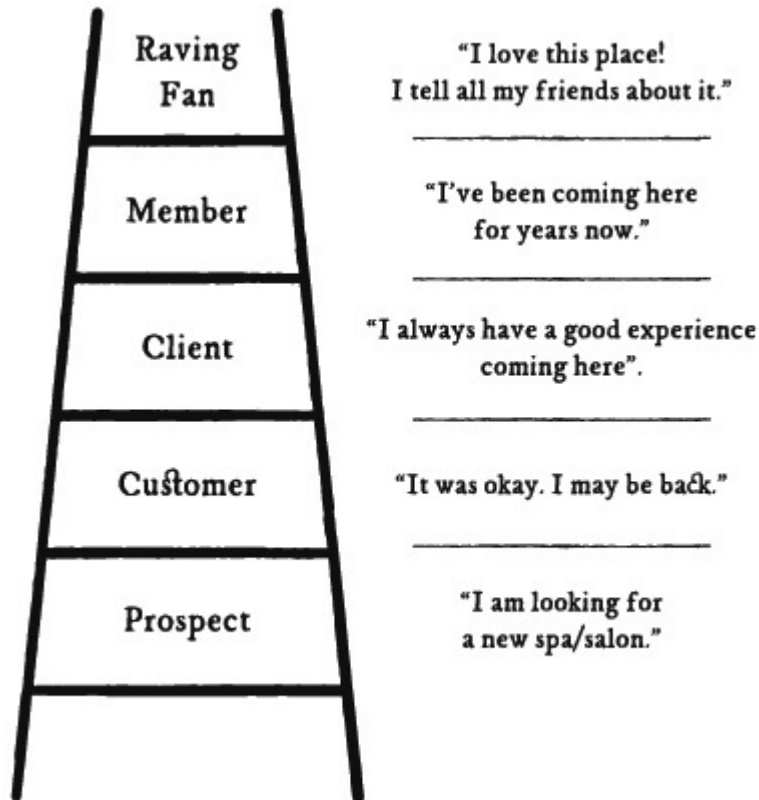 Raving
Fan
“I love this place!
I tell all my friends about it.”
Member
“I’ve been coming here
for years now.”
Client
“I always have a good experience
coming here”.
Customer
“It was okay. I may be back.”
Prospect
“I am looking for
a new spa/salon.”